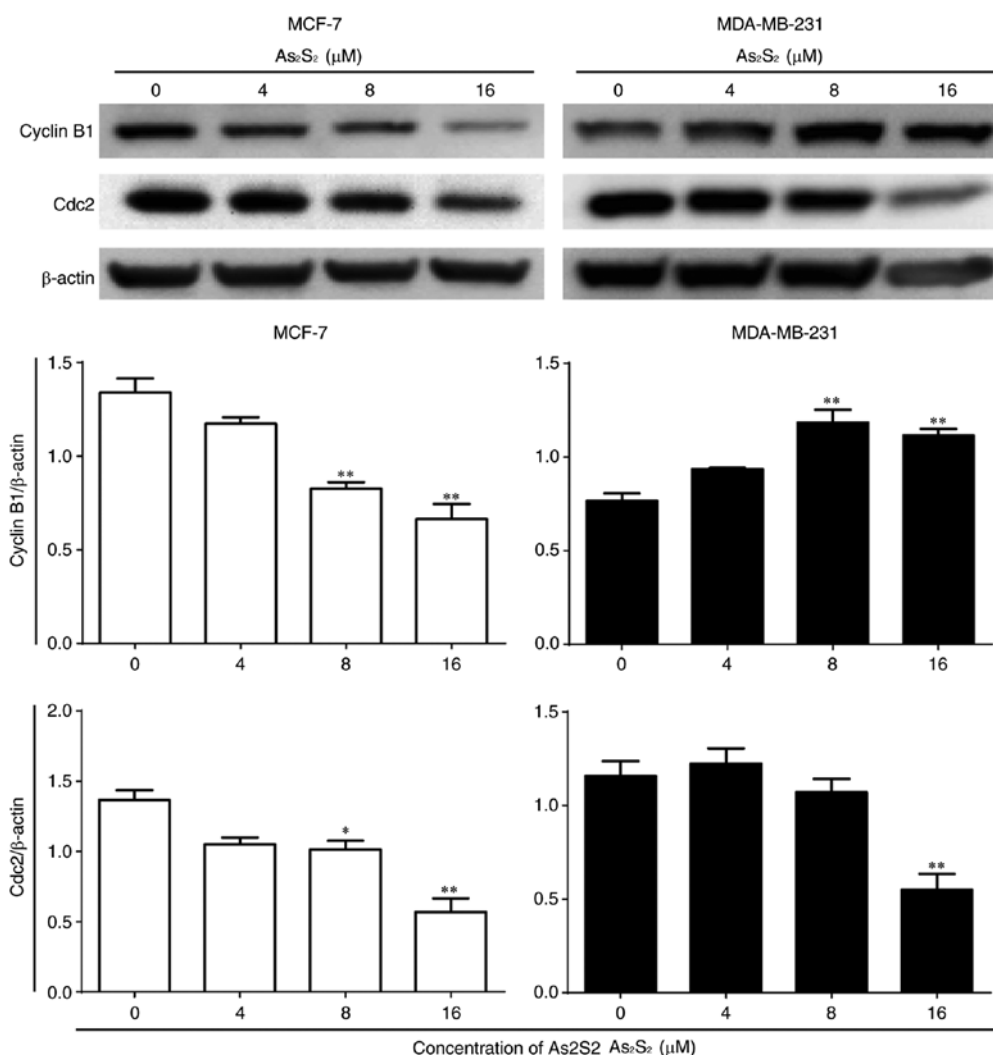 MCF-7 MDA-MB-231
As₂S₂ (μM) As₂S₂ (μM)
0 4 8 16 0 4 8 16
Cyclin B1
Cdc2
β-actin
MCF-7 MDA-MB-231
Cyclin B1/β-actin
1.5
1.0
0.5
0.0
** **
0 4 8 16
1.5
1.0
0.5
0.0
** **
0 4 8 16
Cdc2/β-actin
2.0
1.5
1.0
0.5
0.0
* **
0 4 8 16
1.5
1.0
0.5
0.0
**
0 4 8 16
Concentration of As2S2 As₂S₂ (μM)